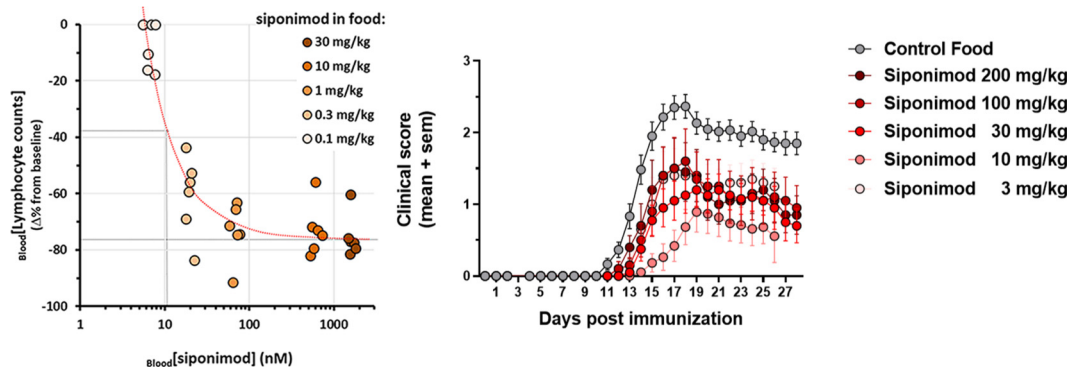 siponimod in food:
30 mg/kg
10 mg/kg
1 mg/kg
0.3 mg/kg
0.1 mg/kg
0
-20
-40
-60
-80
-100
Blood[Lymphocyte counts]
(Δ% from baseline)
1
10
100
1000
Blood[siponimod] (nM)
3
2
1
0
Clinical score
(mean + sem)
1
3
5
7
9
11
13
15
17
19
21
23
25
27
Days post immunization
Control Food
Siponimod 200 mg/kg
Siponimod 100 mg/kg
Siponimod 30 mg/kg
Siponimod 10 mg/kg
Siponimod 3 mg/kg